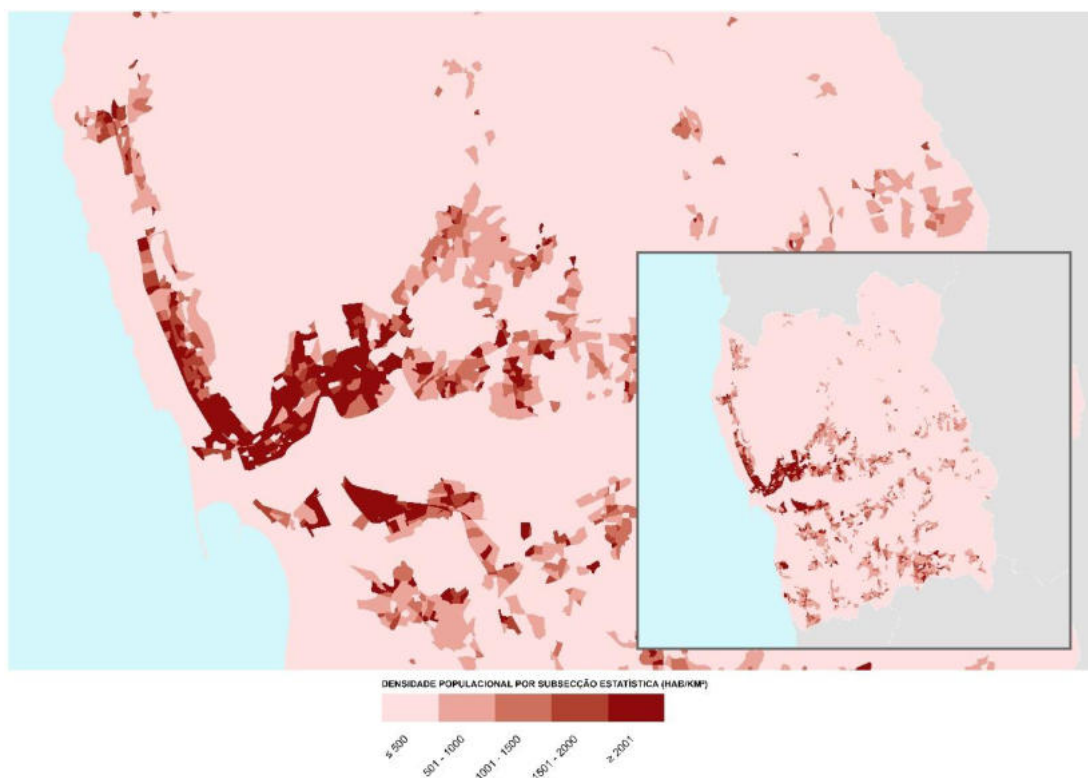 DENSIDADE POPULACIONAL POR SUBSECÇÃO ESTATÍSTICA (HAB/KM²)
≤ 500
501 - 1000
1001 - 1500
1501 - 2000
≥ 2001